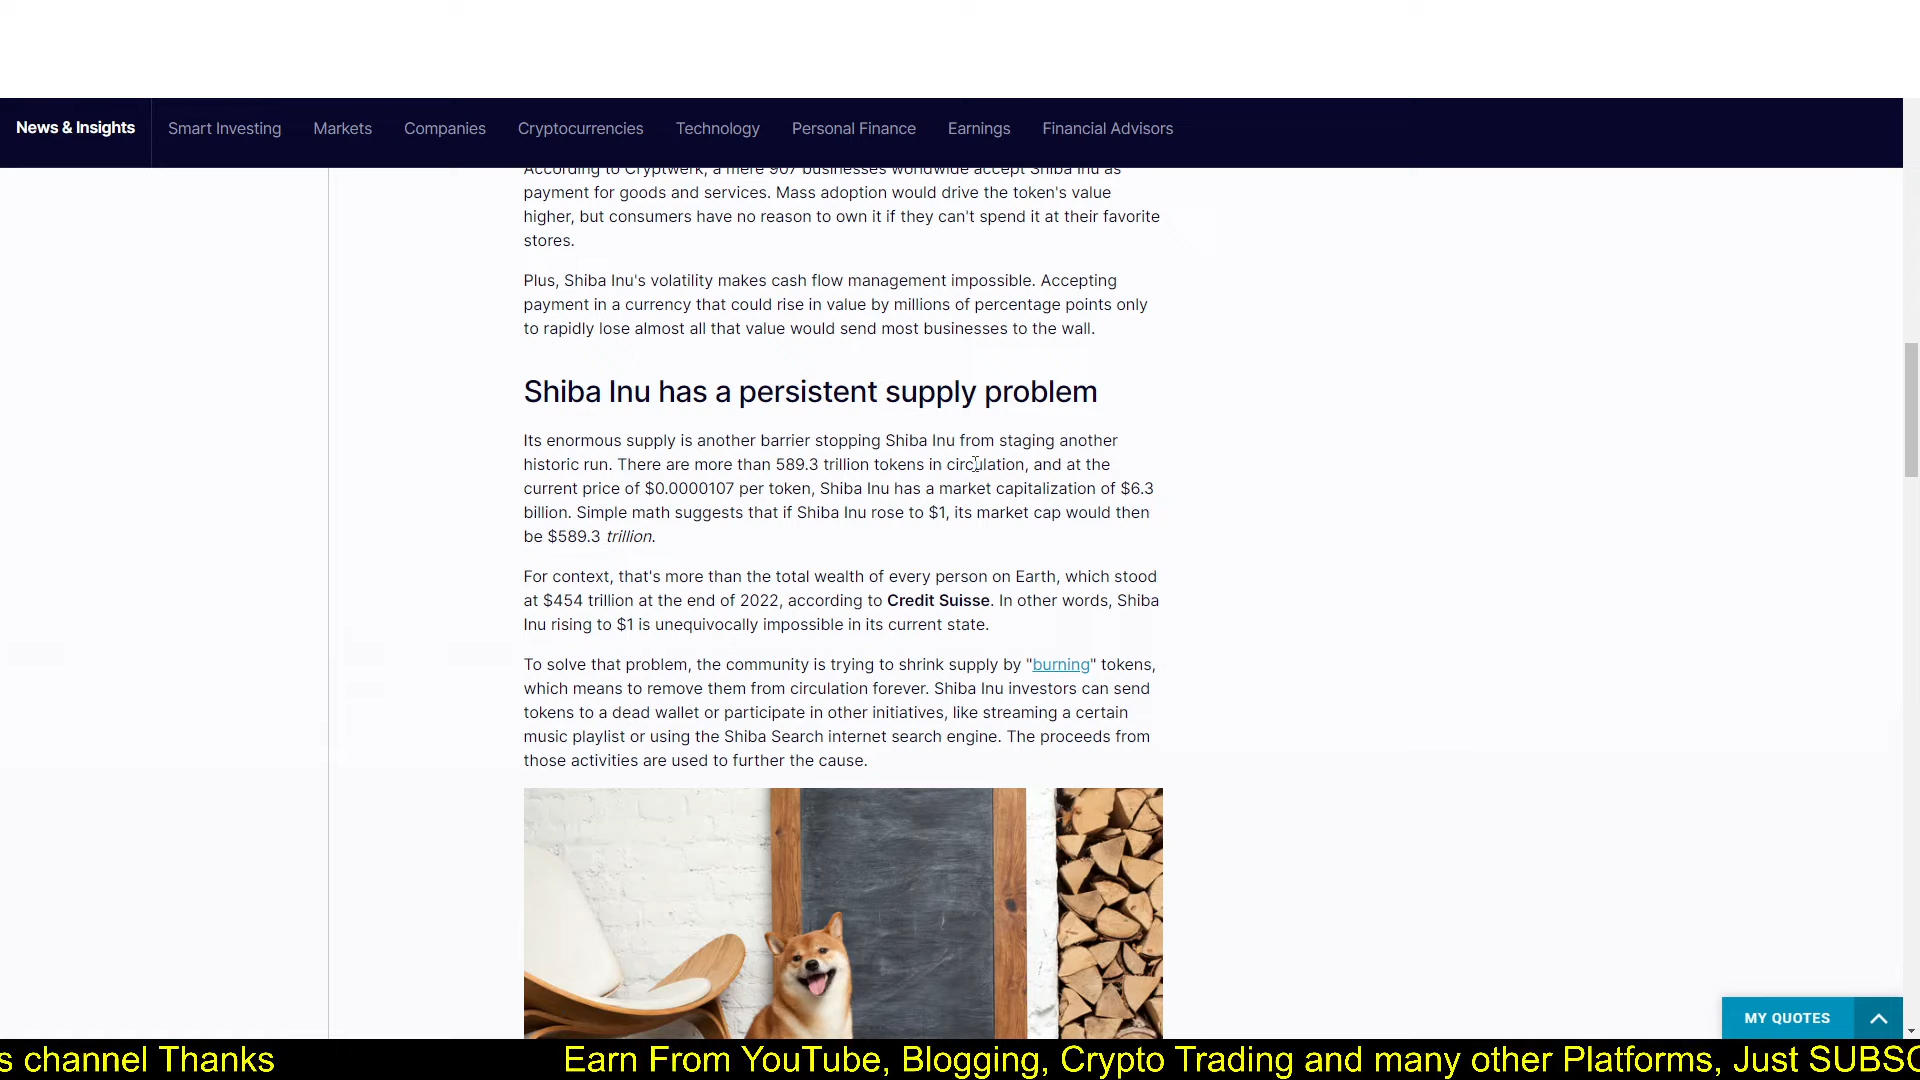 News & Insights
Smart Investing
Markets
Companies
Cryptocurrencies
Technology
Personal Finance
Earnings
Financial Advisors
According to Cryptwerk, a mere 907 businesses worldwide accept Shiba Inu as
payment for goods and services. Mass adoption would drive the token's value
higher, but consumers have no reason to own it if they can't spend it at their favorite
stores.
Plus, Shiba Inu's volatility makes cash flow management impossible. Accepting
payment in a currency that could rise in value by millions of percentage points only
to rapidly lose almost all that value would send most businesses to the wall.
Shiba Inu has a persistent supply problem
Its enormous supply is another barrier stopping Shiba Inu from staging another
historic run. There are more than 589.3 trillion tokens in circulation, and at the
current price of $0.0000107 per token, Shiba Inu has a market capitalization of $6.3
billion. Simple math suggests that if Shiba Inu rose to $1, its market cap would then
be $589.3 trillion.
For context, that's more than the total wealth of every person on Earth, which stood
at $454 trillion at the end of 2022, according to Credit Suisse. In other words, Shiba
Inu rising to $1 is unequivocally impossible in its current state.
To solve that problem, the community is trying to shrink supply by "burning" tokens,
which means to remove them from circulation forever. Shiba Inu investors can send
tokens to a dead wallet or participate in other initiatives, like streaming a certain
music playlist or using the Shiba Search internet search engine. The proceeds from
those activities are used to further the cause.
MY QUOTES
s channel Thanks
Earn From YouTube, Blogging, Crypto Trading and many other Platforms, Just SUBSC